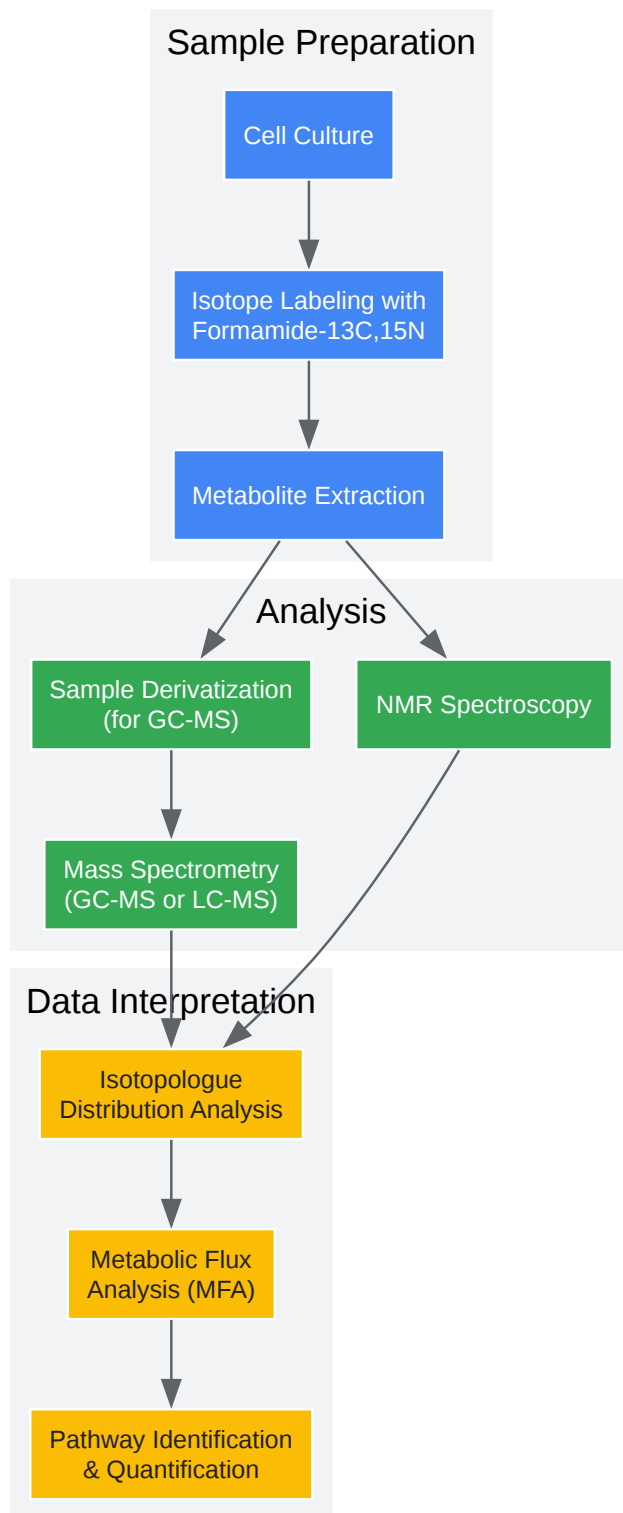 Sample Preparation
Cell Culture
Isotope Labeling with
Formamide-13C,15N
Metabolite Extraction
Analysis
Sample Derivatization
(for GC-MS)
NMR Spectroscopy
Mass Spectrometry
(GC-MS or LC-MS)
Data Interpretation
Isotopologue
Distribution Analysis
Metabolic Flux
Analysis (MFA)
Pathway Identification
& Quantification